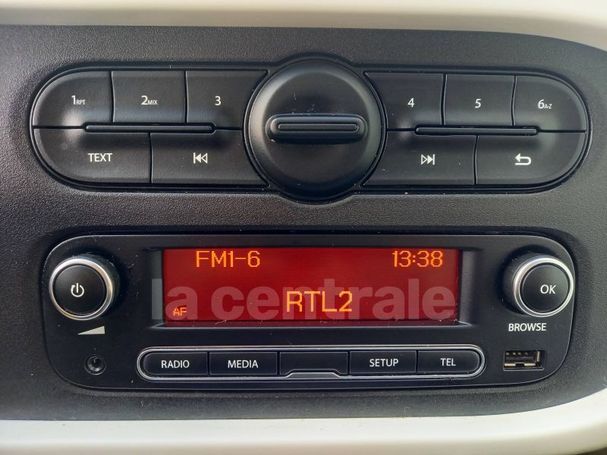 1RPT 2MIX 3 4 5 6A-Z
TEXT
FM1-6 13:38
la centrale
RTL2
AF
OK
BROWSE
RADIO MEDIA SETUP TEL